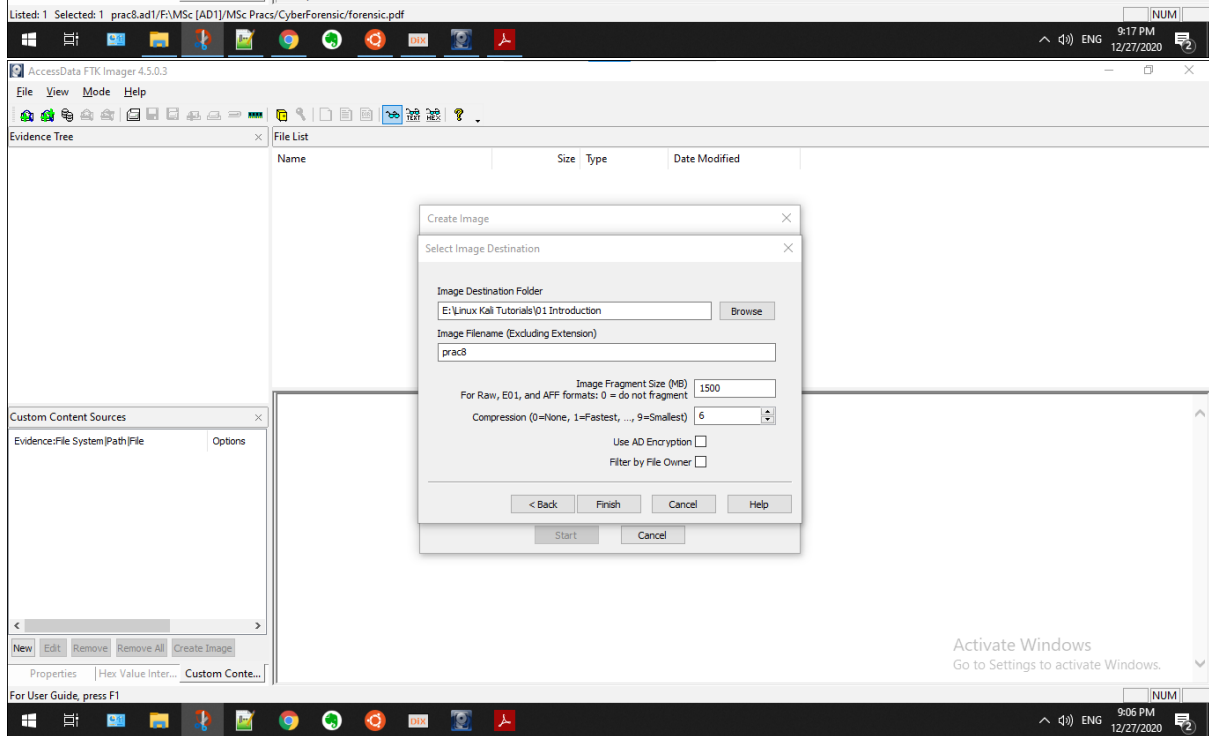 Listed: 1 Selected: 1 prac8.ad1/F:\MSc [AD1]/MSc Pracs/CyberForensic/forensic.pdf
NUM
DIX
ENG
9:17 PM
12/27/2020
2
AccessData FTK Imager 4.5.0.3
File View Mode Help
TEXT HEX
Evidence Tree
File List
Name Size Type Date Modified
Create Image
Select Image Destination
Image Destination Folder
E:\Linux Kali Tutorials\01 Introduction
Browse
Image Filename (Excluding Extension)
prac8
Image Fragment Size (MB)
For Raw, E01, and AFF formats: 0 = do not fragment
1500
Compression (0=None, 1=Fastest, ..., 9=Smallest)
6
Use AD Encryption
Filter by File Owner
< Back Finish Cancel Help
Start Cancel
Custom Content Sources
Evidence:File System|Path|File Options
New Edit Remove Remove All Create Image
Properties Hex Value Inter... Custom Conte...
Activate Windows
Go to Settings to activate Windows.
For User Guide, press F1
NUM
DIX
ENG
9:06 PM
12/27/2020
2